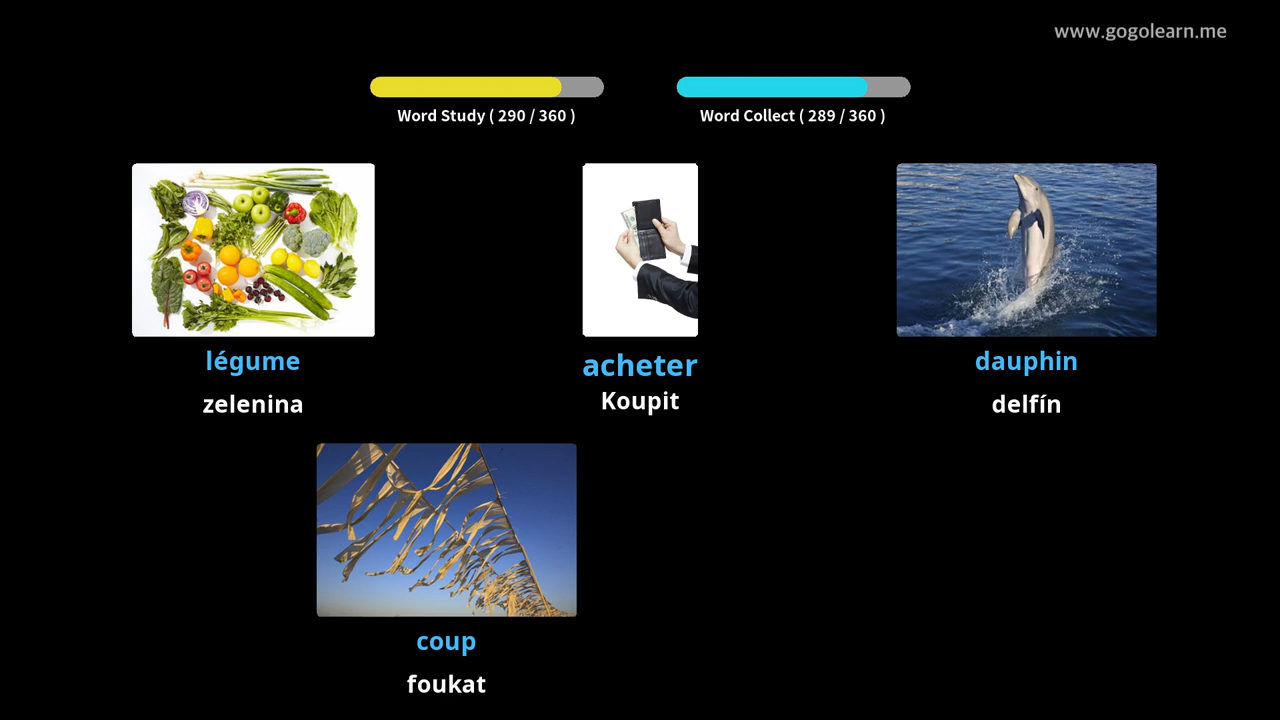 www.gogolearn.me
Word Study ( 290 / 360 )
Word Collect ( 289 / 360 )
légume
acheter
dauphin
zelenina
Koupit
delfín
coup
foukat